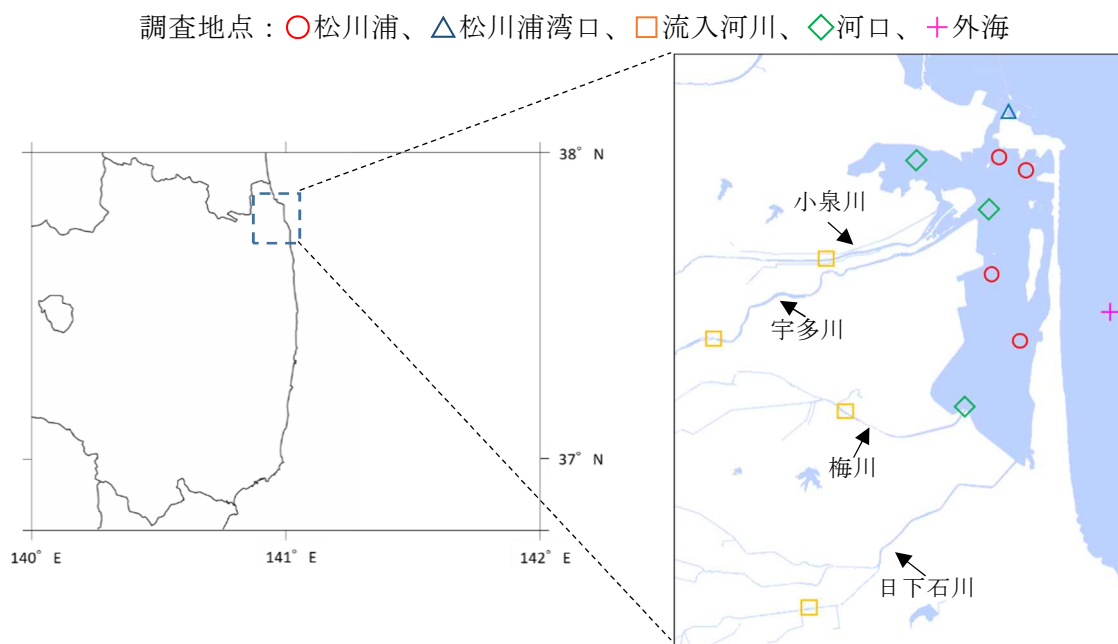 調査地点：○松川浦、△松川浦湾口、□流入河川、◇河口、＋外海
38° N
37° N
140° E
141° E
142° E
小泉川
宇多川
梅川
日下石川